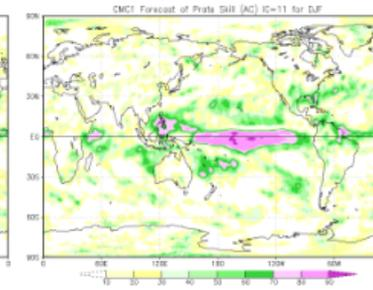 CMC1 Forecast of Prate Skill (AC) IC=11 for DJF
90N
60N
30N
EQ
30S
60S
90S
0 60E 120E 180 120W 60W
10 20 30 40 50 60 70 80 90